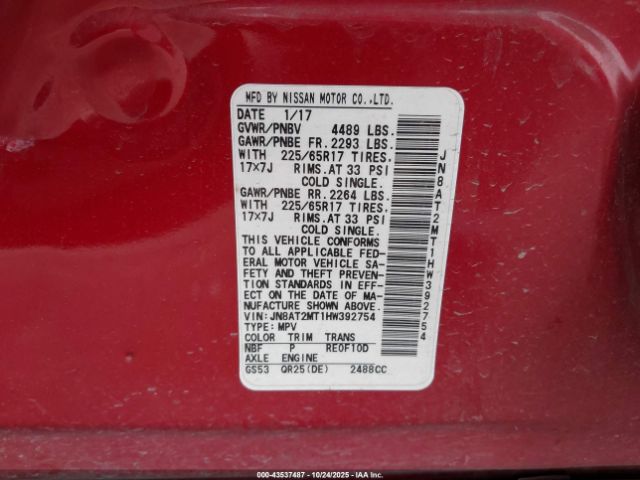 MFD BY NISSAN MOTOR CO.,LTD.
DATE 1/17
GVWR/PNBV 4489 LBS.
GAWR/PNBE FR. 2293 LBS.
WITH 225/65R17 TIRES.
17×7J RIMS. AT 33 PSI
COLD SINGLE.
GAWR/PNBE RR. 2264 LBS.
WITH 225/65R17 TIRES.
17×7J RIMS. AT 33 PSI
COLD SINGLE.
THIS VEHICLE CONFORMS
TO ALL APPLICABLE FED-
ERAL MOTOR VEHICLE SA-
FETY AND THEFT PREVEN-
TION STANDARDS IN EFF-
ECT ON THE DATE OF MA-
NUFACTURE SHOWN ABOVE.
VIN: JN8AT2MT1HW392754
TYPE: MPV
COLOR TRIM TRANS
NBF P RE0F10D
AXLE ENGINE
GS53 QR25(DE) 2488CC
JN8AT2MT1HW392754
000-43537487 - 10/24/2025 - IAA Inc.